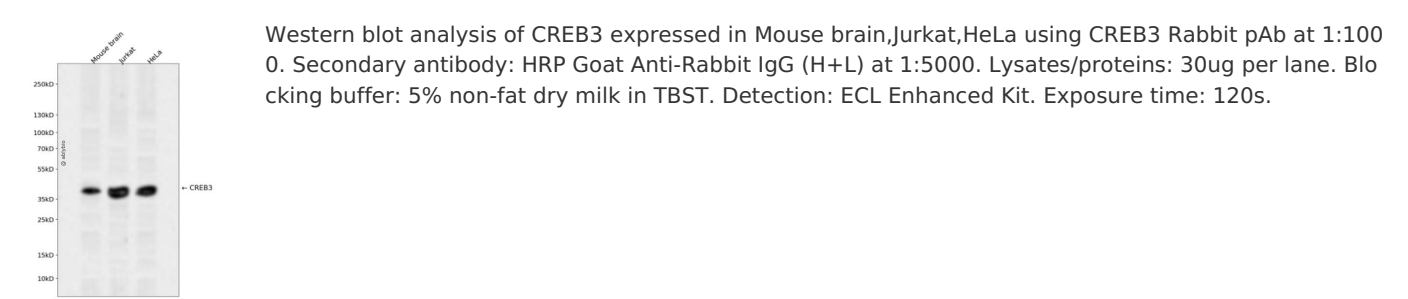 Mouse brain
Jurkat
HeLa
250kD
130kD
100kD
70kD
55kD
35kD
25kD
15kD
10kD
← CREB3
Western blot analysis of CREB3 expressed in Mouse brain,Jurkat,HeLa using CREB3 Rabbit pAb at 1:100
0. Secondary antibody: HRP Goat Anti-Rabbit IgG (H+L) at 1:5000. Lysates/proteins: 30ug per lane. Blo
cking buffer: 5% non-fat dry milk in TBST. Detection: ECL Enhanced Kit. Exposure time: 120s.